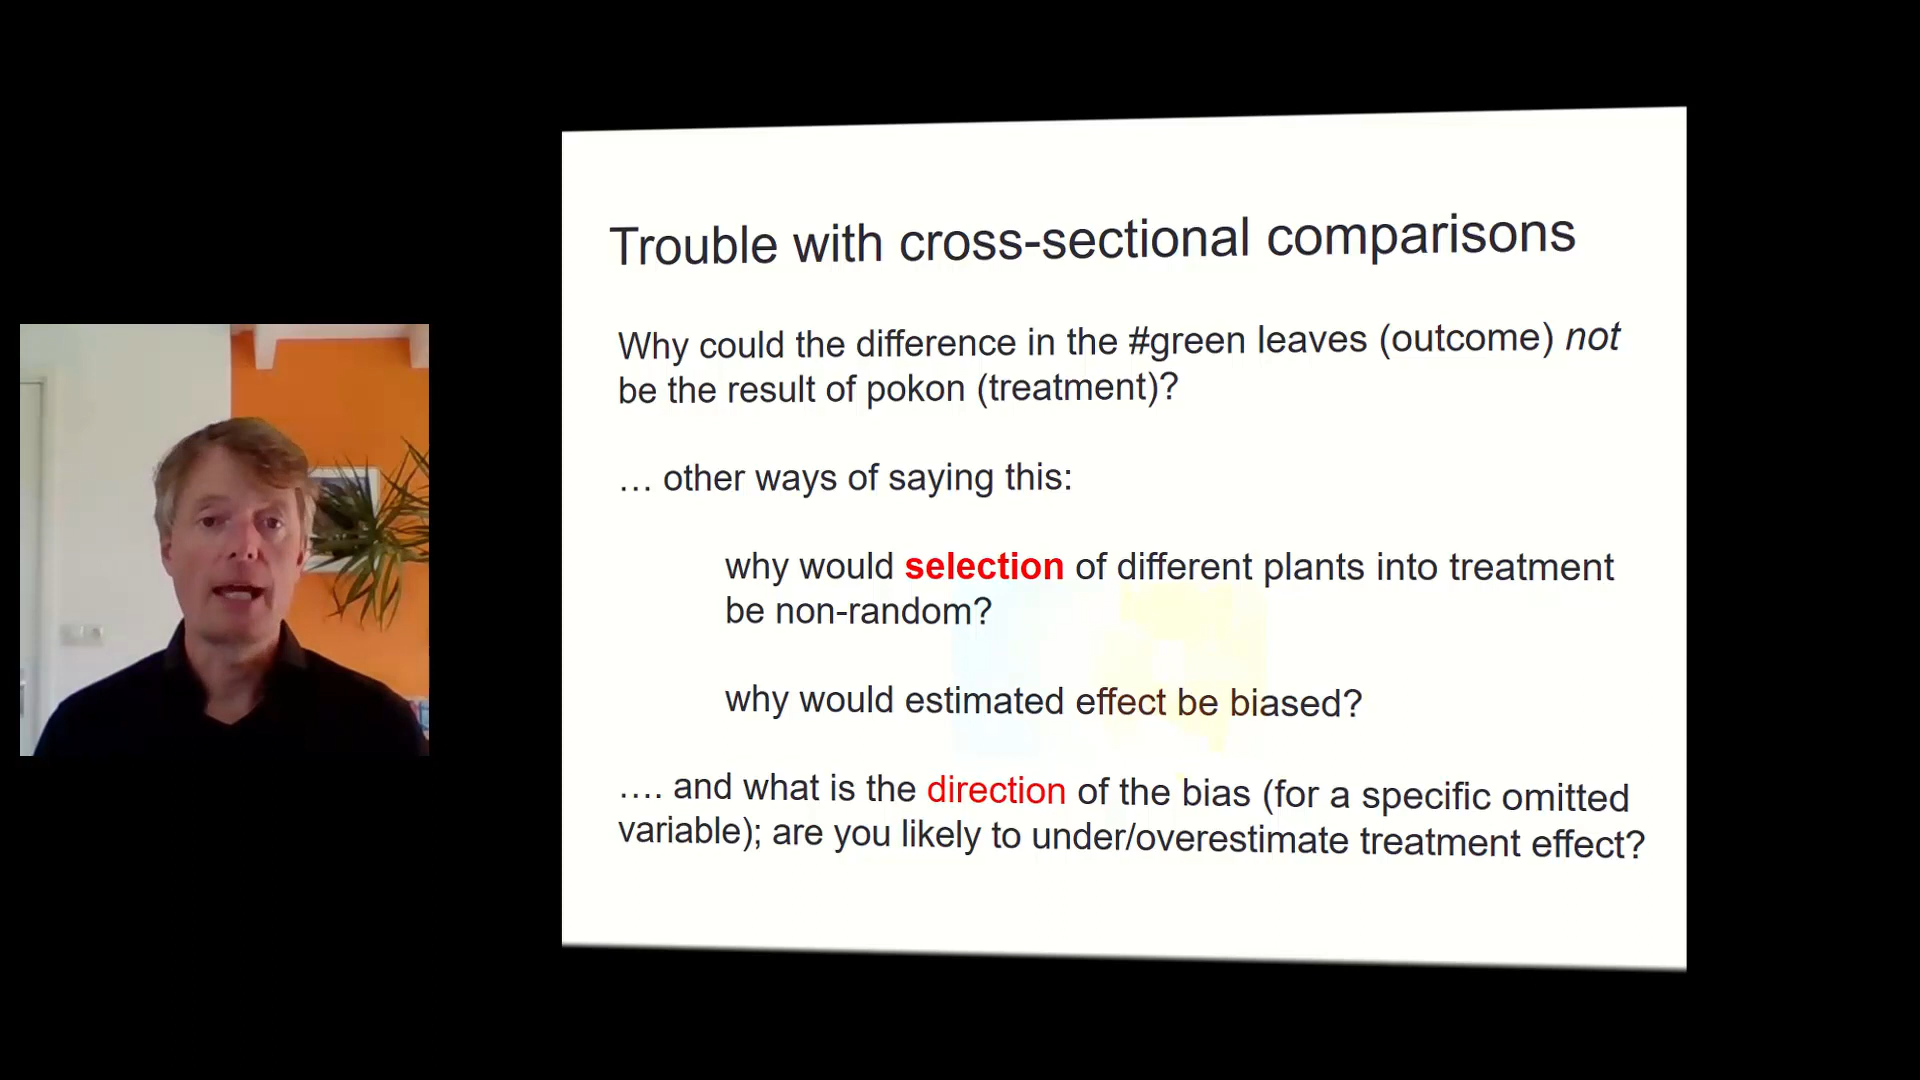 Trouble with cross-sectional comparisons
Why could the difference in the #green leaves (outcome) not
be the result of pokon (treatment)?
… other ways of saying this:
why would selection of different plants into treatment
be non-random?
why would estimated effect be biased?
…. and what is the direction of the bias (for a specific omitted
variable); are you likely to under/overestimate treatment effect?